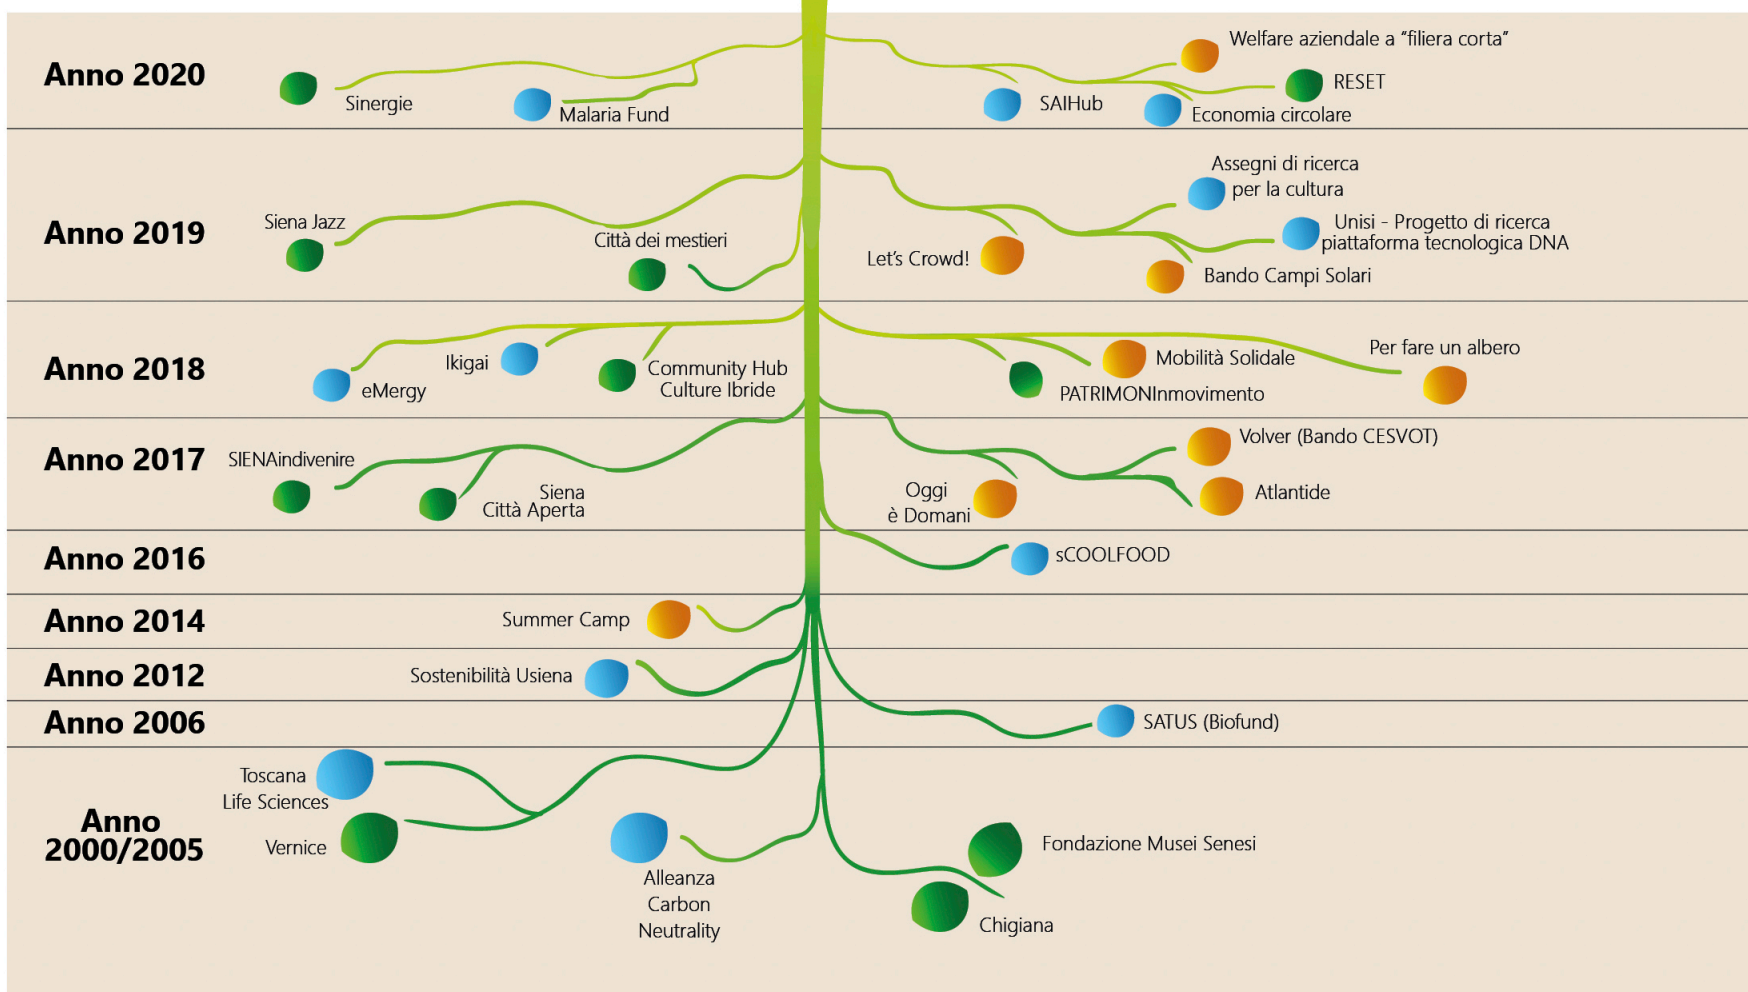 Anno 2020
Sinergie
Malaria Fund
Welfare aziendale a “filiera corta”
RESET
SAIHub
Economia circolare
Anno 2019
Siena Jazz
Città dei mestieri
Assegni di ricerca
per la cultura
Unisi - Progetto di ricerca
piattaforma tecnologica DNA
Let’s Crowd!
Bando Campi Solari
Anno 2018
Ikigai
eMergy
Community Hub
Culture Ibride
Mobilità Solidale
PATRIMONInmovimento
Per fare un albero
Anno 2017
SIENAindivenire
Siena
Città Aperta
Volver (Bando CESVOT)
Oggi
è Domani
Atlantide
Anno 2016
sCOOLFOOD
Anno 2014
Summer Camp
Anno 2012
Sostenibilità Usiena
Anno 2006
SATUS (Biofund)
Anno
2000/2005
Toscana
Life Sciences
Vernice
Alleanza
Carbon
Neutrality
Fondazione Musei Senesi
Chigiana